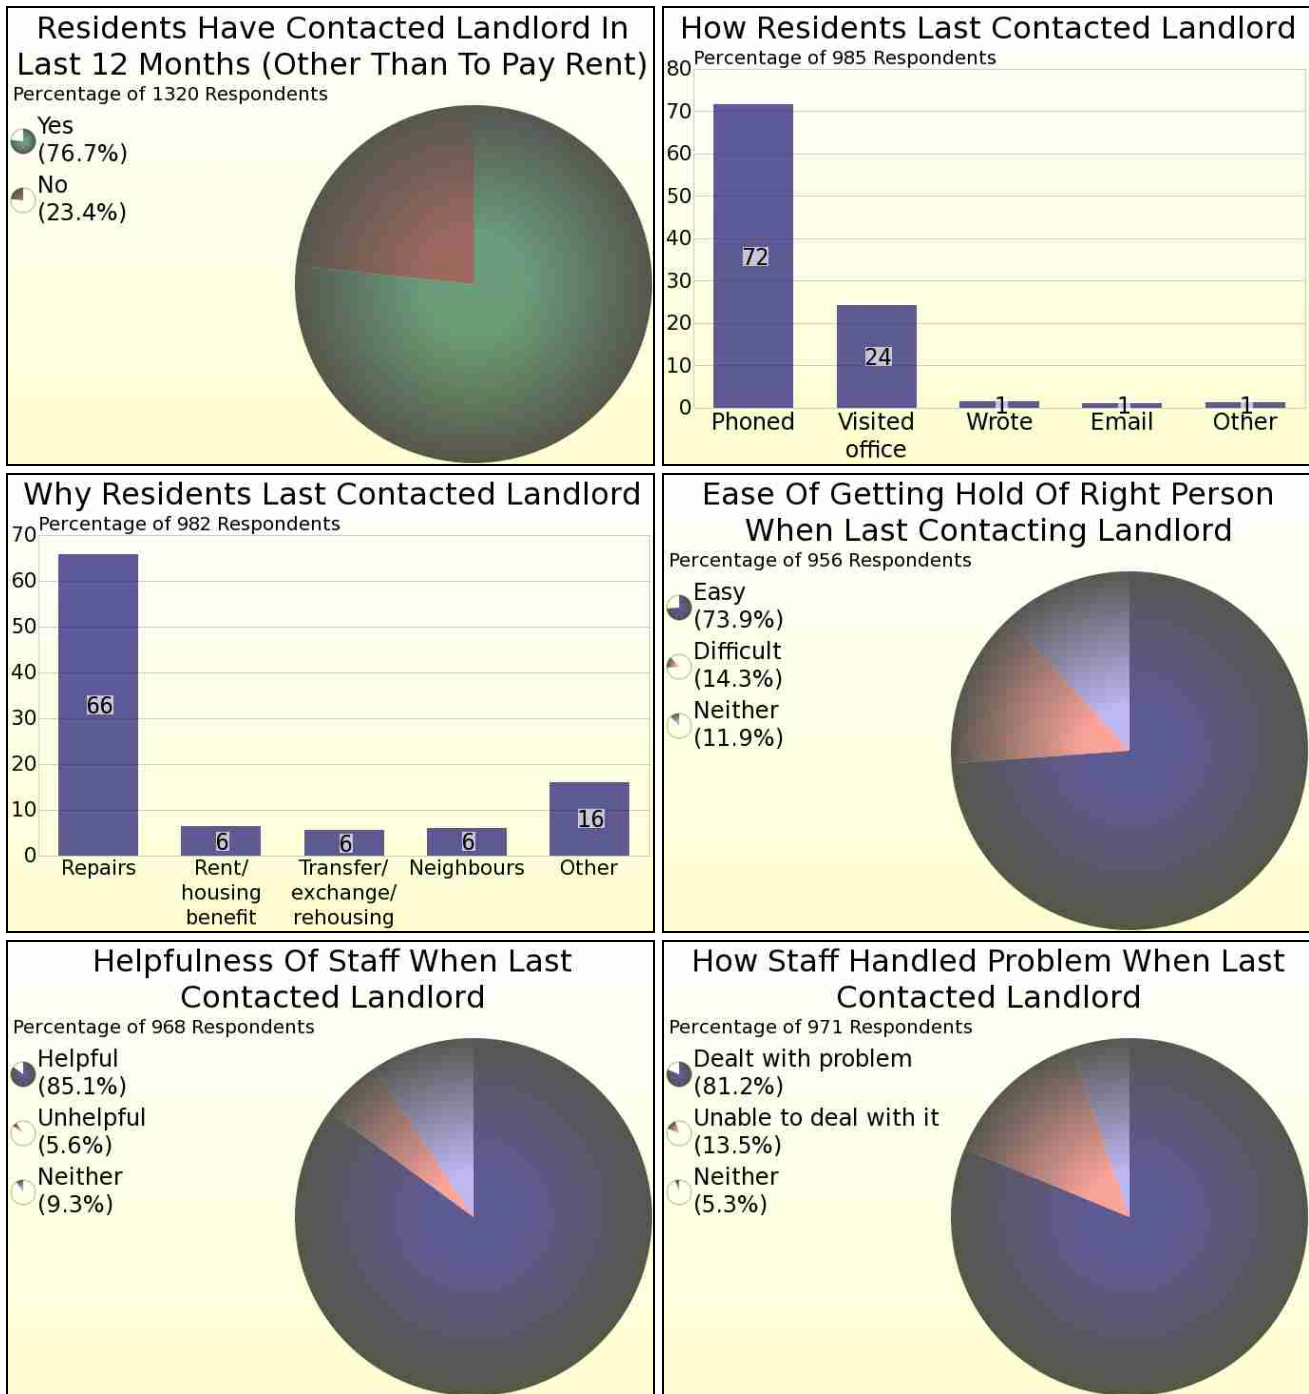 Residents Have Contacted Landlord In
Last 12 Months (Other Than To Pay Rent)
Percentage of 1320 Respondents
Yes
(76.7%)
No
(23.4%)
How Residents Last Contacted Landlord
Percentage of 985 Respondents
80
70
60
50
40
30
20
10
0
72
24
1
1
1
Phoned
Visited
office
Wrote
Email
Other
Why Residents Last Contacted Landlord
Percentage of 982 Respondents
70
60
50
40
30
20
10
0
66
6
6
6
16
Repairs
Rent/
housing
benefit
Transfer/
exchange/
rehousing
Neighbours
Other
Ease Of Getting Hold Of Right Person
When Last Contacting Landlord
Percentage of 956 Respondents
Easy
(73.9%)
Difficult
(14.3%)
Neither
(11.9%)
Helpfulness Of Staff When Last
Contacted Landlord
Percentage of 968 Respondents
Helpful
(85.1%)
Unhelpful
(5.6%)
Neither
(9.3%)
How Staff Handled Problem When Last
Contacted Landlord
Percentage of 971 Respondents
Dealt with problem
(81.2%)
Unable to deal with it
(13.5%)
Neither
(5.3%)